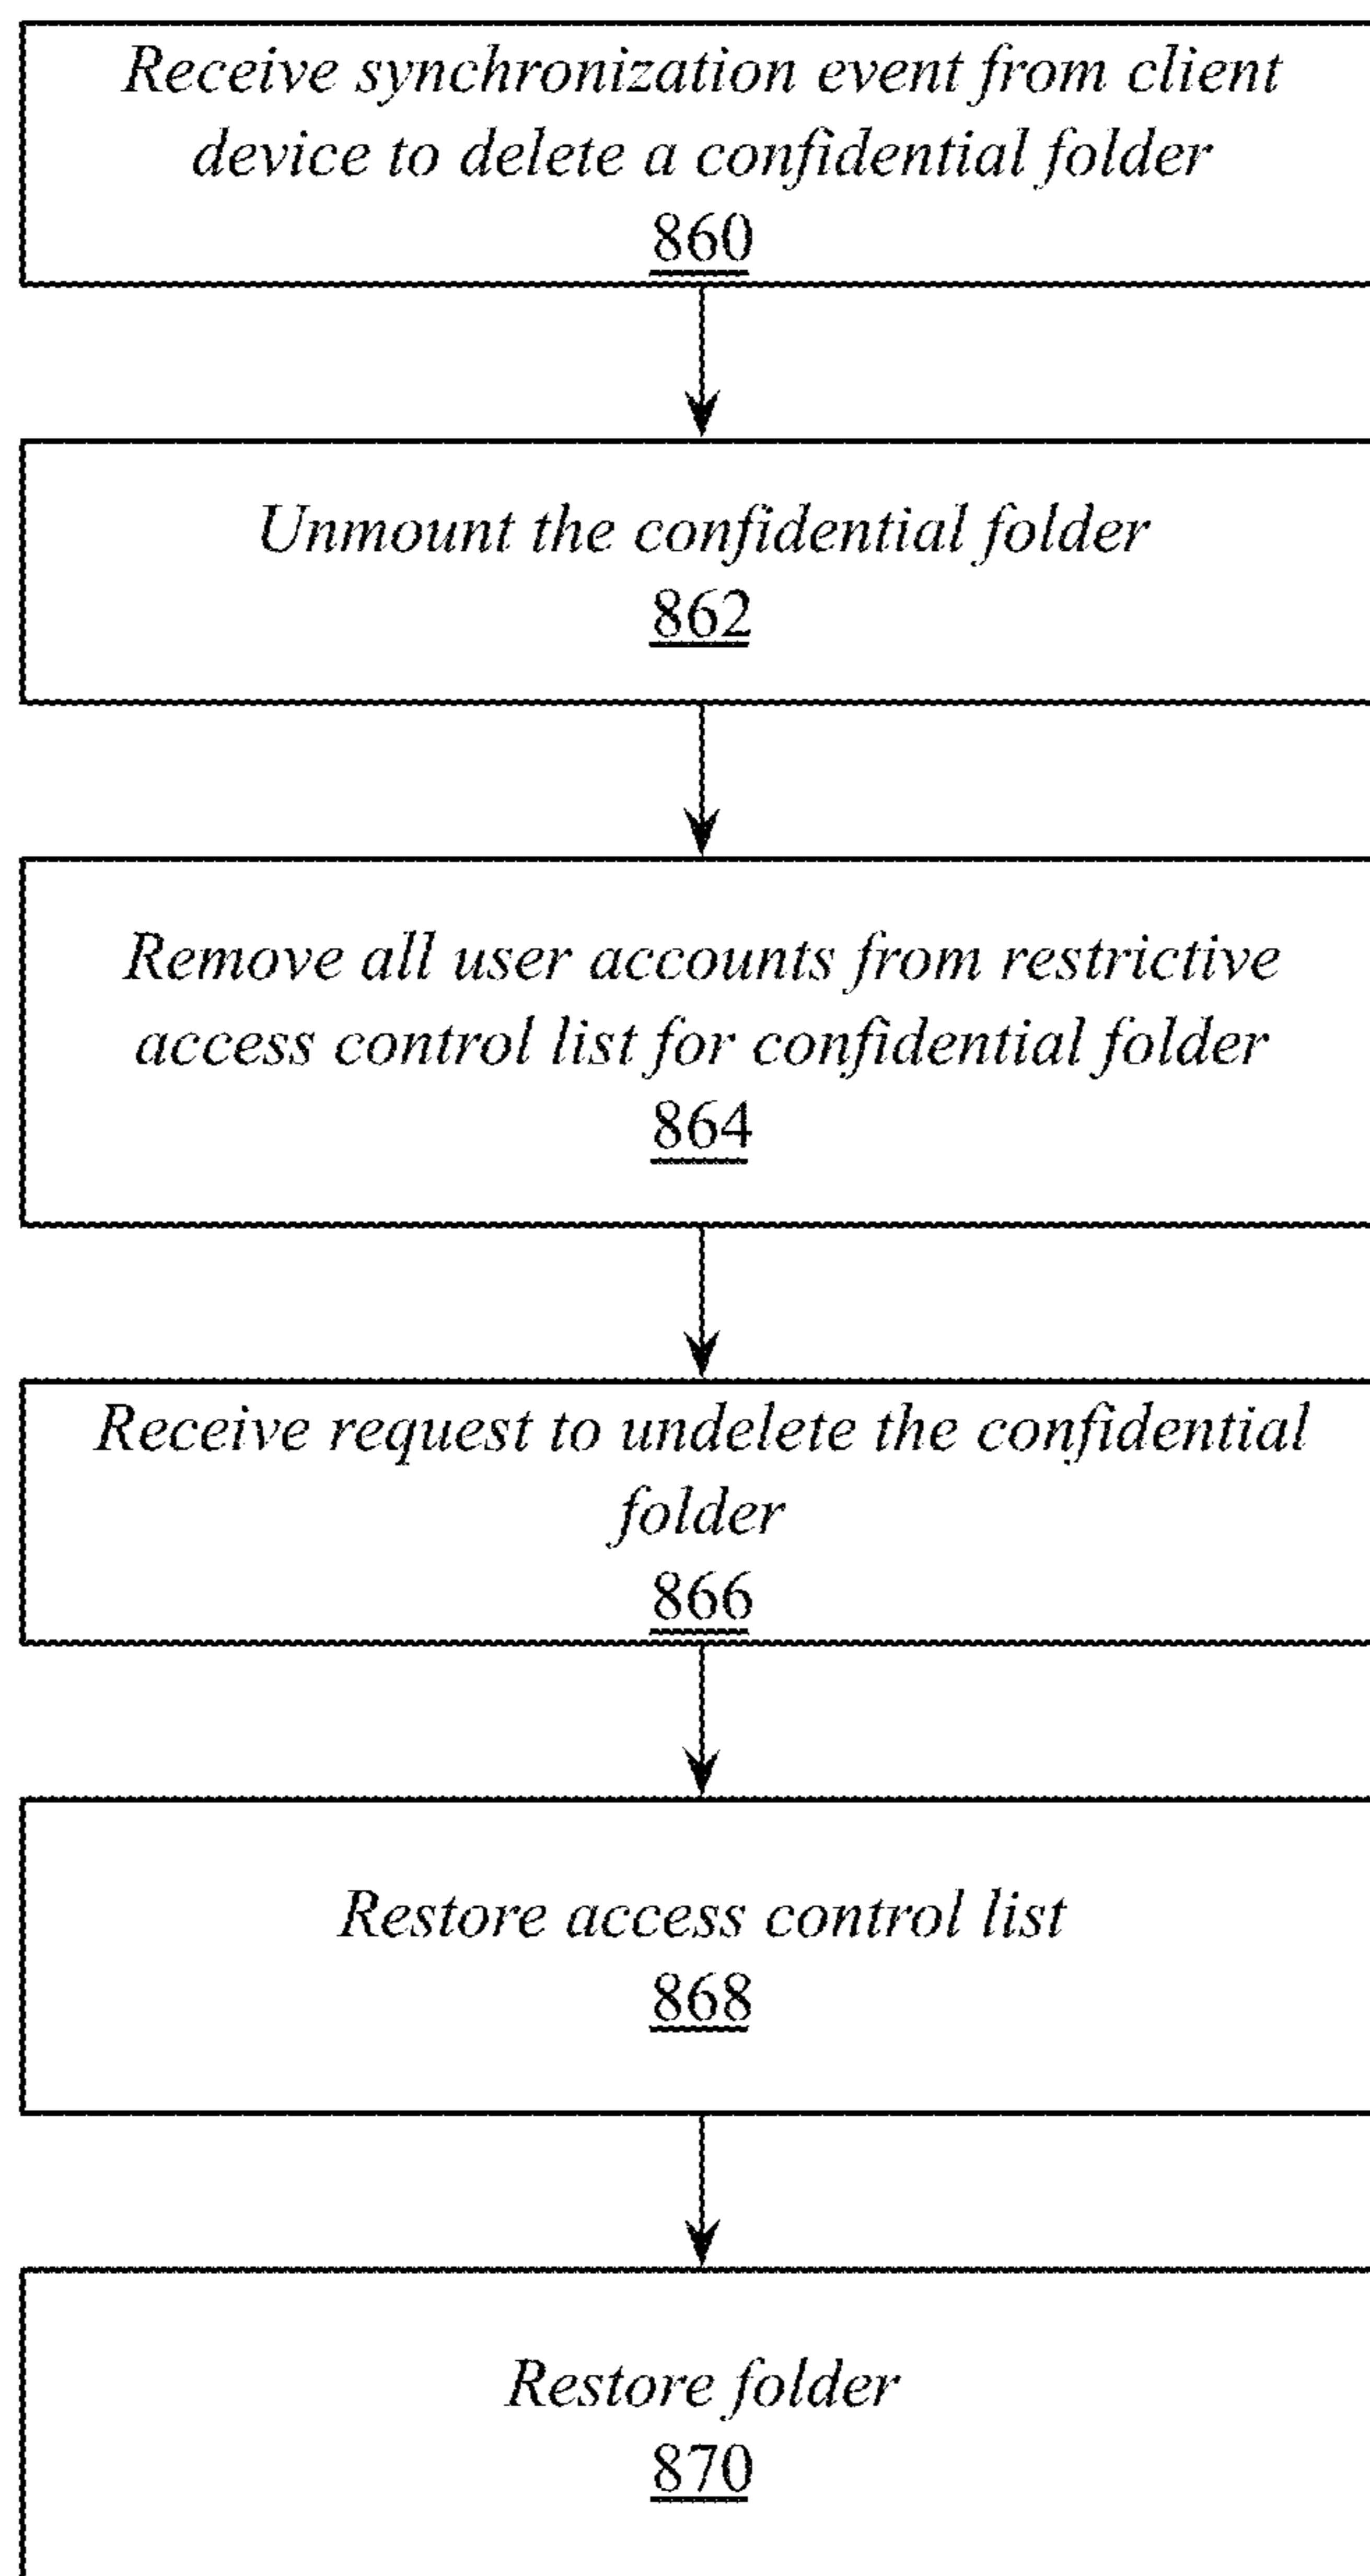 Receive synchronization event from client
device to delete a confidential folder
860
Unmount the confidential folder
862
Remove all user accounts from restrictive
access control list for confidential folder
864
Receive request to undelete the confidential
folder
866
Restore access control list
868
Restore folder
870